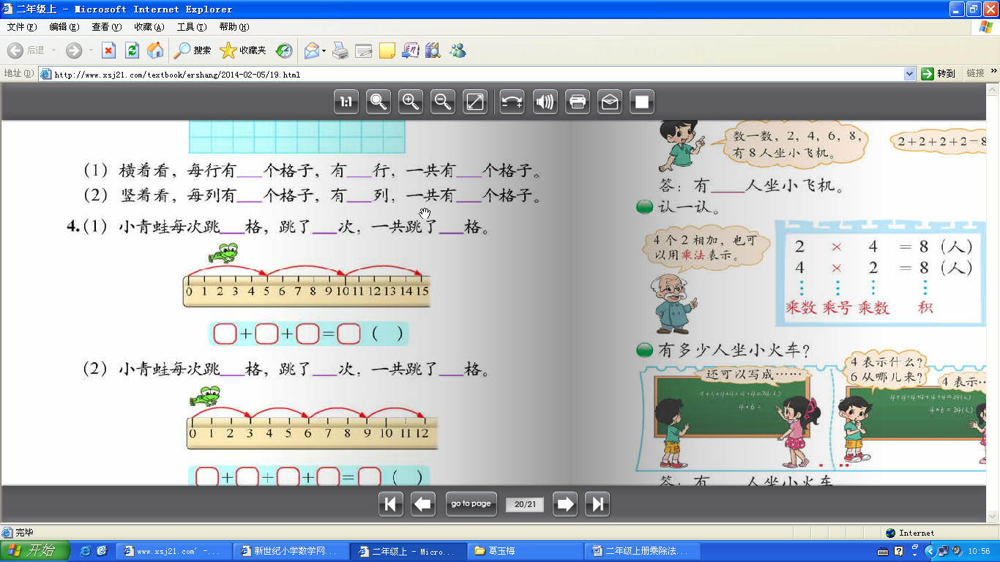 二年级上 - Microsoft Internet Explorer
文件(F) 编辑(E) 查看(V) 收藏(A) 工具(T) 帮助(H)
后退 搜索 收藏夹
地址(D) http://www.xsj21.com/textbook/ershang/2014-02-05/19.html 转到 链接 »
1:1
(1) 横着看，每行有___个格子，有___行，一共有___个格子。
(2) 竖着看，每列有___个格子，有___列，一共有___个格子。
4.(1) 小青蛙每次跳___格，跳了___次，一共跳了___格。
0 1 2 3 4 5 6 7 8 9 10 11 12 13 14 15
□+□+□=□ ( )
(2) 小青蛙每次跳___格，跳了___次，一共跳了___格。
0 1 2 3 4 5 6 7 8 9 10 11 12
□+□+□+□=□ ( )
数一数，2，4，6，8，
有8人坐小飞机。
2+2+2+2=8
答：有____人坐小飞机。
认一认。
4个2相加，也可
以用乘法表示。
2 × 4 = 8 (人)
4 × 2 = 8 (人)
乘数 乘号 乘数 积
有多少人坐小火车？
还可以写成……
4+4+4+4+4+4=24(人)
4×6=
4表示什么？
6从哪儿来？
4表示…
4+4+4+4+4+4=24(人)
4×6=24(人)
答：有 人坐小火车
go to page 20/21
完毕 Internet
开始 www.xsj21.com' -... 新世纪小学数学网... 二年级上 - Micro... 葛玉梅 二年级上册乘除法... 10:56